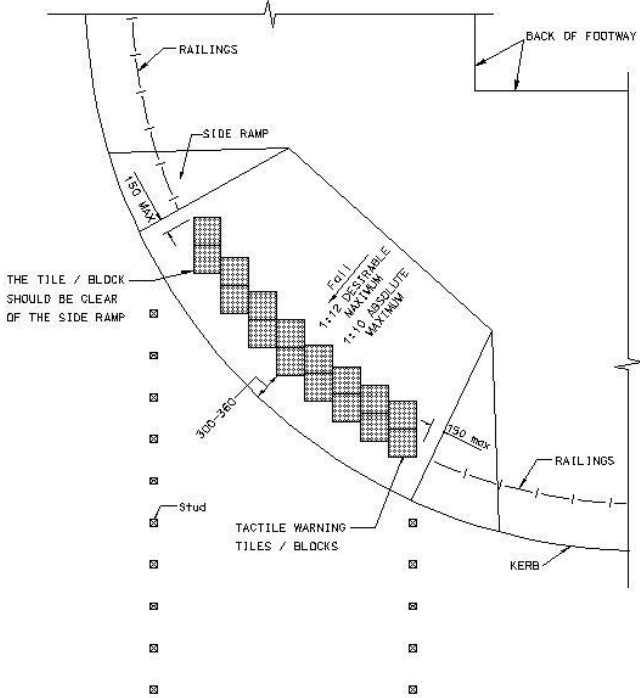 BACK OF FOOTWAY
RAILINGS
SIDE RAMP
150 MAX
THE TILE / BLOCK
SHOULD BE CLEAR
OF THE SIDE RAMP
Fall
1:12 DESIRABLE
MAXIMUM
1:10 ABSOLUTE
MAXIMUM
300-360
150 max
RAILINGS
Stud
TACTILE WARNING
TILES / BLOCKS
KERB